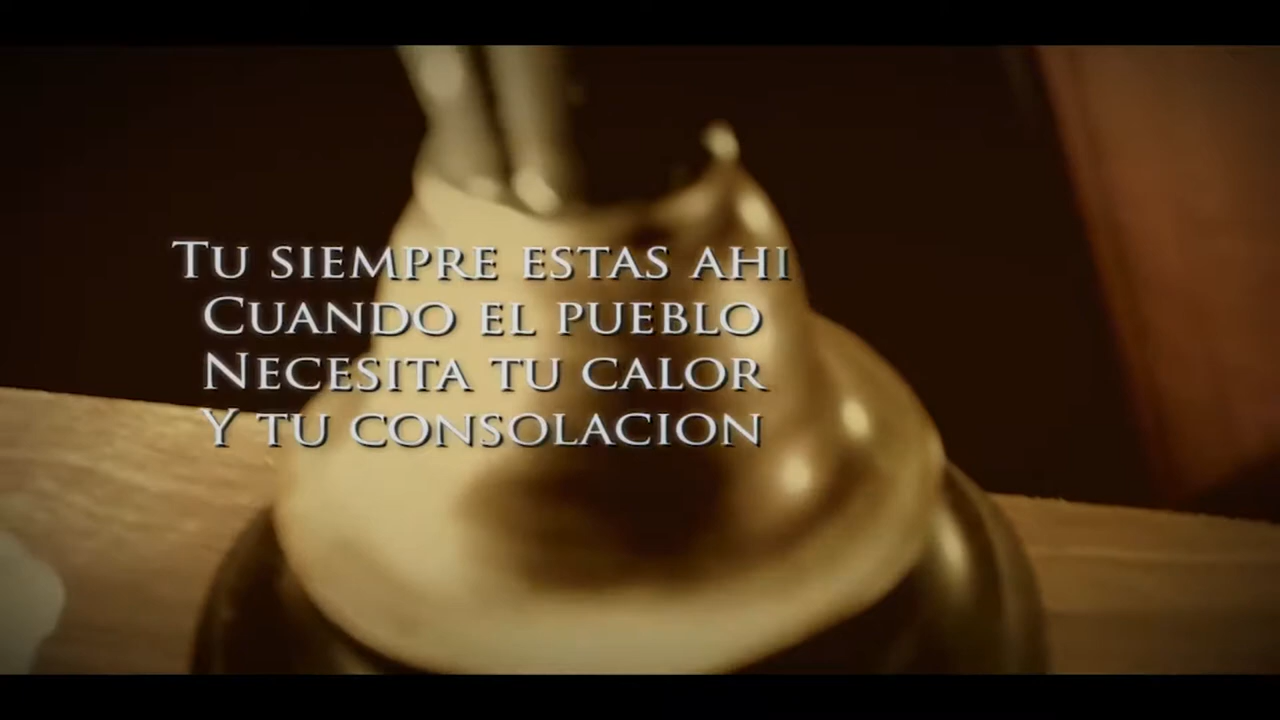 Tu siempre estas ahi
Cuando el pueblo
Necesita tu calor
Y tu consolacion